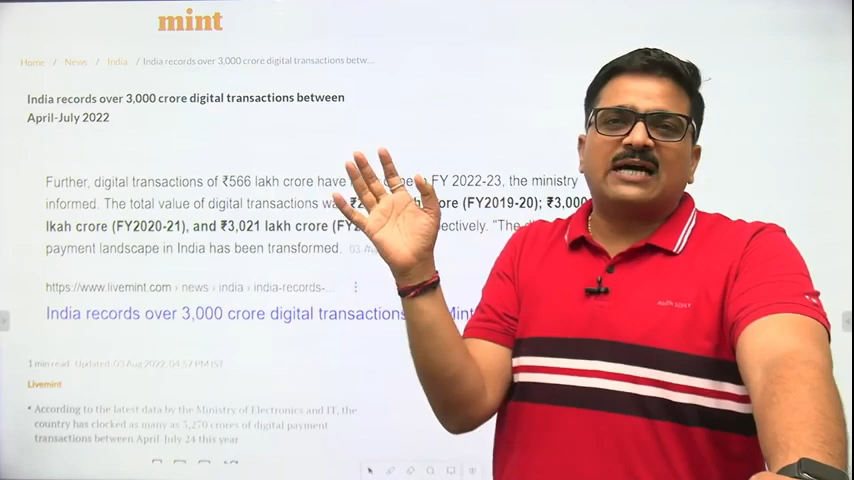 mint
Home / News / India / India records over 3,000 crore digital transactions betw...
India records over 3,000 crore digital transactions between
April-July 2022
Further, digital transactions of ₹566 lakh crore have FY 2022-23, the ministry
informed. The total value of digital transactions crore (FY2019-20); ₹3,000
lkah crore (FY2020-21), and ₹3,021 lakh crore "The
payment landscape in India has been transformed. 03
https://www.livemint.com › news › india › india-records-...
India records over 3,000 crore digital transactions Mint
1 min read Updated: 03 Aug 2022, 04:57 PM IST
Livemint
• According to the latest data by the Ministry of Electronics and IT, the
country has clocked as many as 3,270 crores of digital payment
transactions between April-July 24 this year